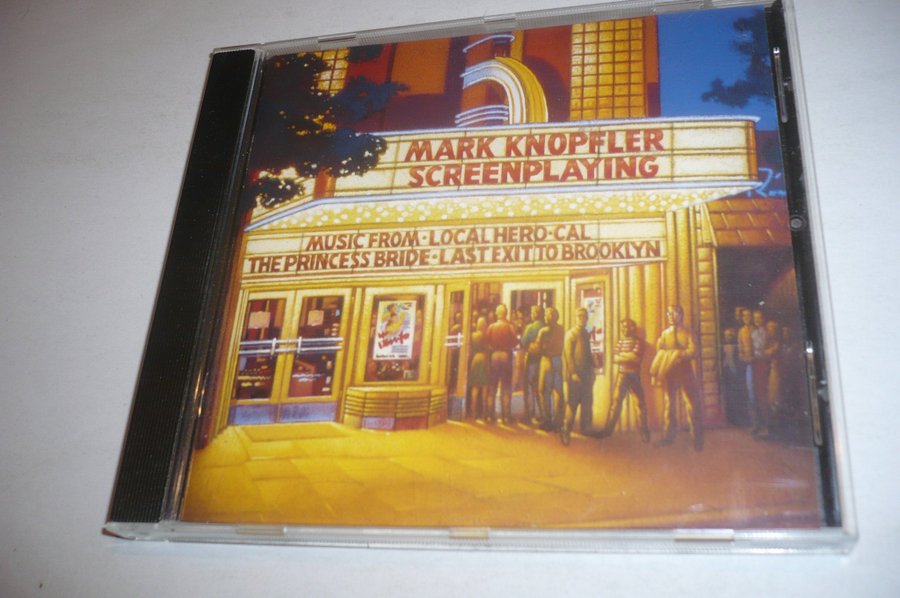 MARK KNOPFLER
SCREENPLAYING
MUSIC FROM · LOCAL HERO · CAL
THE PRINCESS BRIDE · LAST EXIT TO BROOKLYN